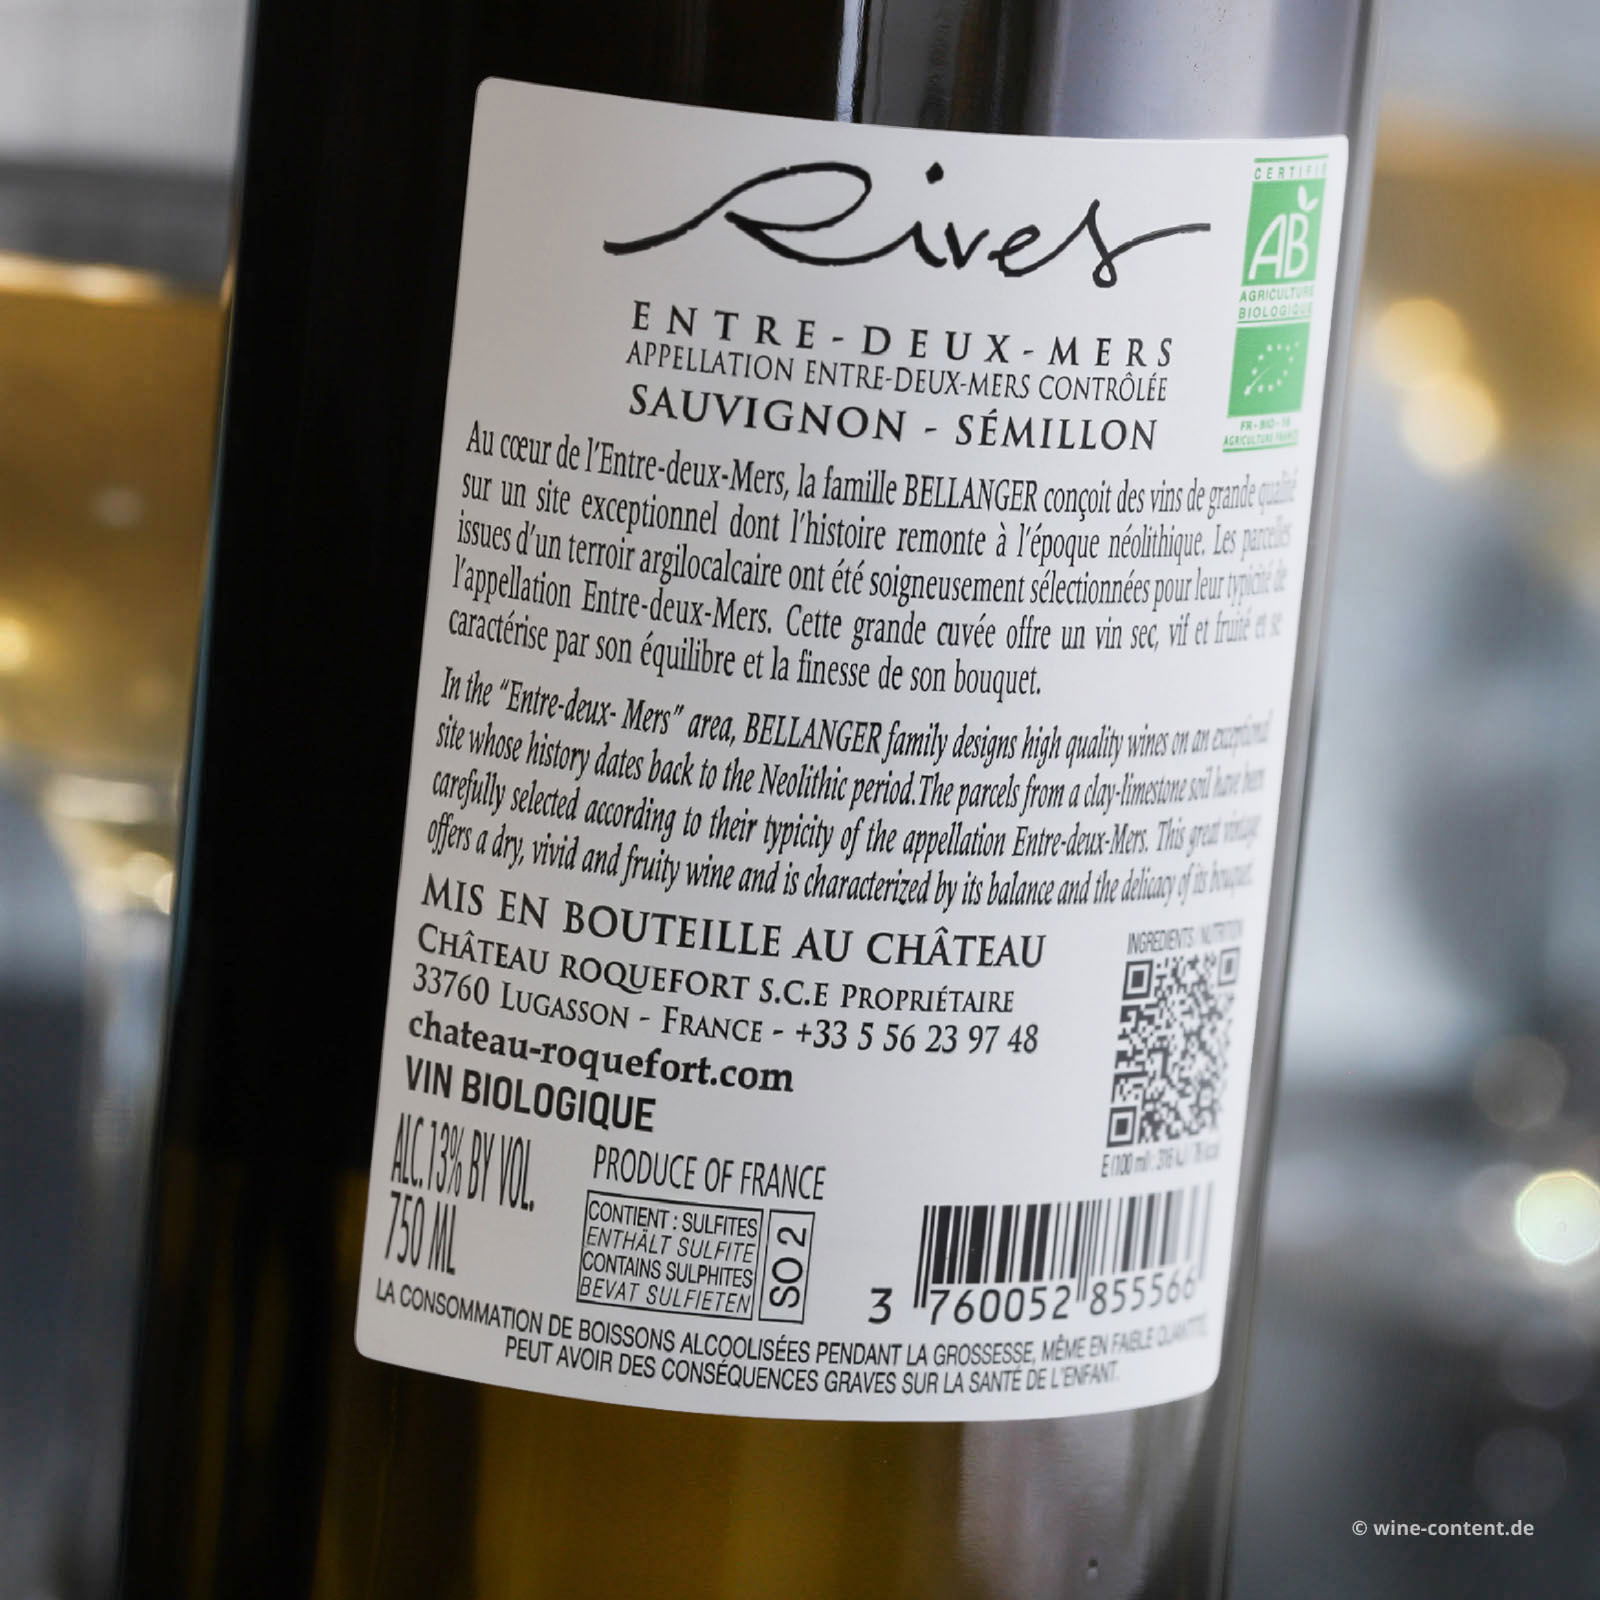 Rives
CERTIFIÉ
AB
AGRICULTURE
BIOLOGIQUE
ENTRE-DEUX-MERS
APPELLATION ENTRE-DEUX-MERS CONTRÔLÉE
SAUVIGNON - SÉMILLON
FR-BIO-10
AGRICULTURE FRANCE
Au cœur de l'Entre-deux-Mers, la famille BELLANGER conçoit des vins de grande qualité
sur un site exceptionnel dont l'histoire remonte à l'époque néolithique. Les parcelles
issues d'un terroir argilocalcaire ont été soigneusement sélectionnées pour leur typicité de
l'appellation Entre-deux-Mers. Cette grande cuvée offre un vin sec, vif et fruité et se
caractérise par son équilibre et la finesse de son bouquet.
In the “Entre-deux- Mers” area, BELLANGER family designs high quality wines on an exceptional
site whose history dates back to the Neolithic period.The parcels from a clay-limestone soil have been
carefully selected according to their typicity of the appellation Entre-deux-Mers. This great vintage
offers a dry, vivid and fruity wine and is characterized by its balance and the delicacy of its bouquet.
MIS EN BOUTEILLE AU CHÂTEAU
CHÂTEAU ROQUEFORT S.C.E PROPRIÉTAIRE
33760 LUGASSON - FRANCE - +33 5 56 23 97 48
chateau-roquefort.com
VIN BIOLOGIQUE
INGREDIENTS / NUTRITION
E (100 ml) :
ALC.13% BY VOL.
750 ML
PRODUCE OF FRANCE
CONTIENT : SULFITES
ENTHÄLT SULFITE
CONTAINS SULPHITES
BEVAT SULFIETEN
SO2
3 760052 855566
LA CONSOMMATION DE BOISSONS ALCOOLISÉES PENDANT LA GROSSESSE, MÊME EN FAIBLE QUANTITÉ,
PEUT AVOIR DES CONSÉQUENCES GRAVES SUR LA SANTÉ DE L'ENFANT.
© wine-content.de